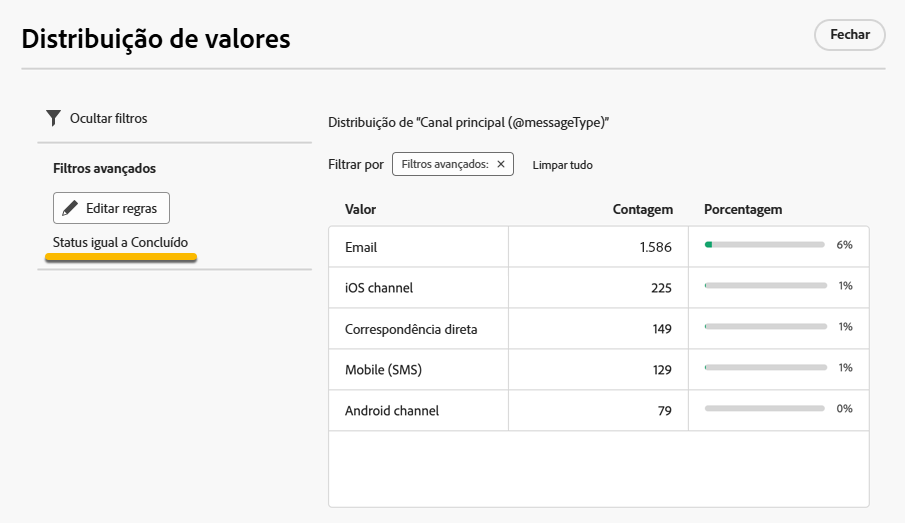 Distribuição de valores
Fechar
Ocultar filtros
Filtros avançados
Editar regras
Status igual a Concluído
Distribuição de "Canal principal (@messageType)"
Filtrar por Filtros avançados: × Limpar tudo
Valor Contagem Porcentagem
Email 1.586 6%
iOS channel 225 1%
Correspondência direta 149 1%
Mobile (SMS) 129 1%
Android channel 79 0%